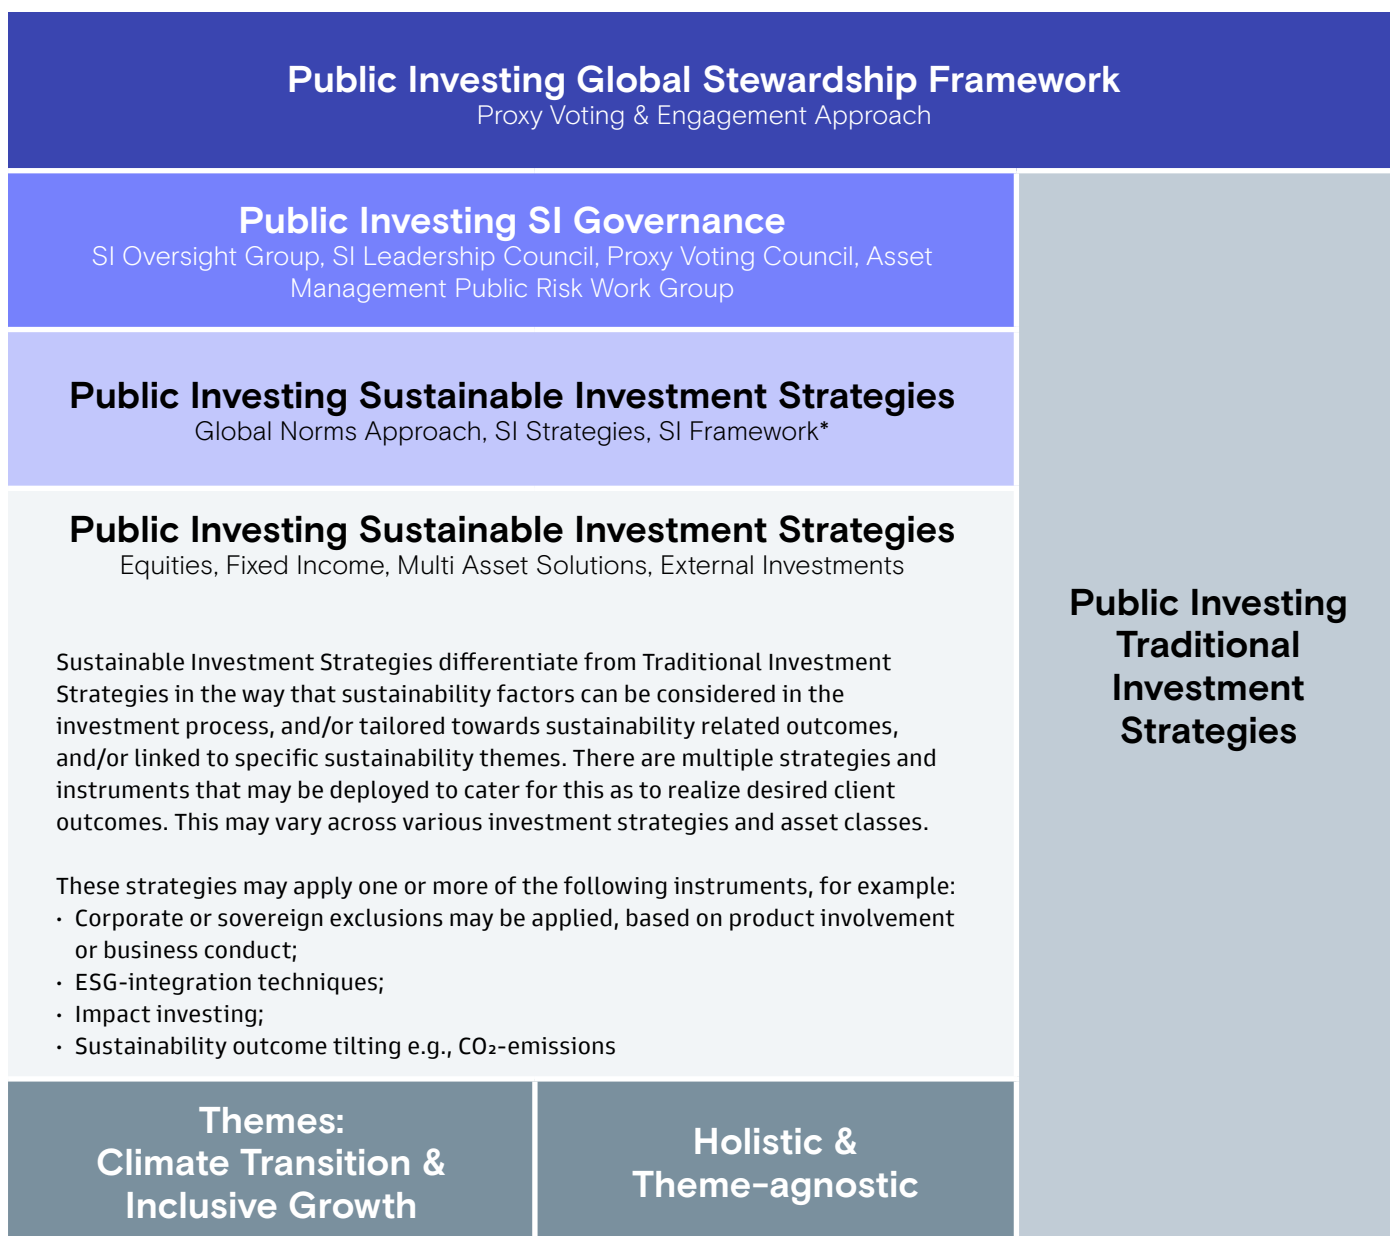 Public Investing Global Stewardship Framework
Proxy Voting & Engagement Approach
Public Investing SI Governance
SI Oversight Group, SI Leadership Council, Proxy Voting Council, Asset
Management Public Risk Work Group
Public Investing Sustainable Investment Strategies
Global Norms Approach, SI Strategies, SI Framework*
Public Investing Sustainable Investment Strategies
Equities, Fixed Income, Multi Asset Solutions, External Investments
Sustainable Investment Strategies differentiate from Traditional Investment
Strategies in the way that sustainability factors can be considered in the
investment process, and/or tailored towards sustainability related outcomes,
and/or linked to specific sustainability themes. There are multiple strategies and
instruments that may be deployed to cater for this as to realize desired client
outcomes. This may vary across various investment strategies and asset classes.
These strategies may apply one or more of the following instruments, for example:
· Corporate or sovereign exclusions may be applied, based on product involvement
or business conduct;
· ESG-integration techniques;
· Impact investing;
· Sustainability outcome tilting e.g., CO₂-emissions
Themes:
Climate Transition &
Inclusive Growth
Holistic &
Theme-agnostic
Public Investing
Traditional
Investment
Strategies